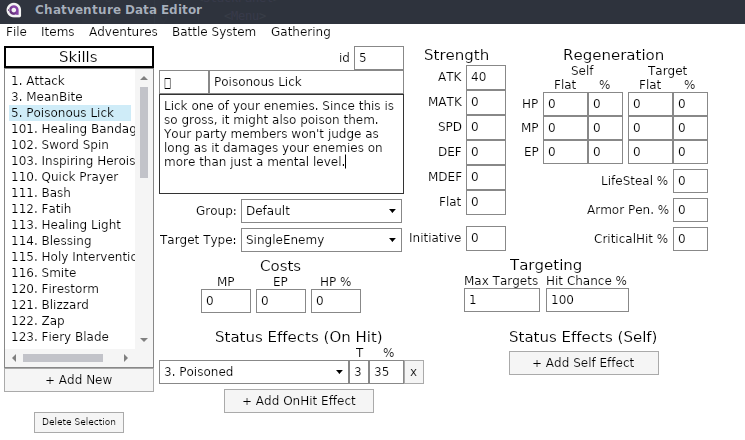 Chatventure Data Editor
File Items Adventures Battle System Gathering
Skills
1. Attack
3. MeanBite
5. Poisonous Lick
101. Healing Bandag
102. Sword Spin
103. Inspiring Herois
110. Quick Prayer
111. Bash
112. Fatih
113. Healing Light
114. Blessing
115. Holy Interventio
116. Smite
120. Firestorm
121. Blizzard
122. Zap
123. Fiery Blade
+ Add New
Delete Selection
id 5
Poisonous Lick
Lick one of your enemies. Since this is
so gross, it might also poison them.
Your party members won't judge as
long as it damages your enemies on
more than just a mental level.
Group: Default
Target Type: SingleEnemy
Costs
MP EP HP %
0 0 0
Status Effects (On Hit)
T %
3. Poisoned 3 35 x
+ Add OnHit Effect
Strength
ATK 40
MATK 0
SPD 0
DEF 0
MDEF 0
Flat 0
Initiative 0
Regeneration
Self Target
Flat % Flat %
HP 0 0 0 0
MP 0 0 0 0
EP 0 0 0 0
LifeSteal % 0
Armor Pen. % 0
CriticalHit % 0
Targeting
Max Targets Hit Chance %
1 100
Status Effects (Self)
+ Add Self Effect